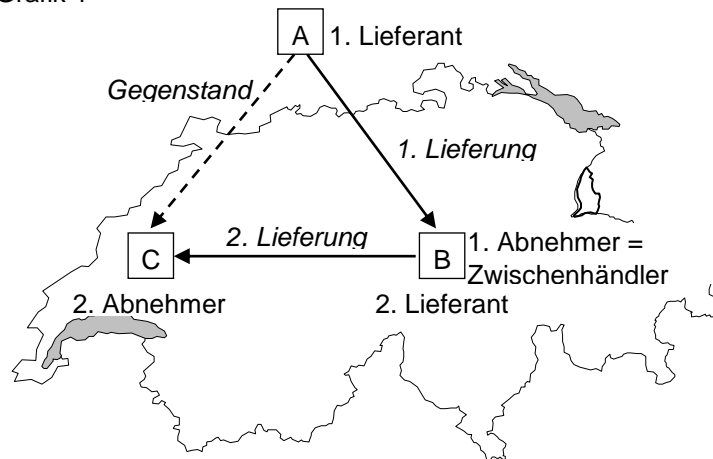 A 1. Lieferant
Gegenstand
1. Lieferung
2. Lieferung
C
B
1. Abnehmer =
Zwischenhändler
2. Abnehmer
2. Lieferant